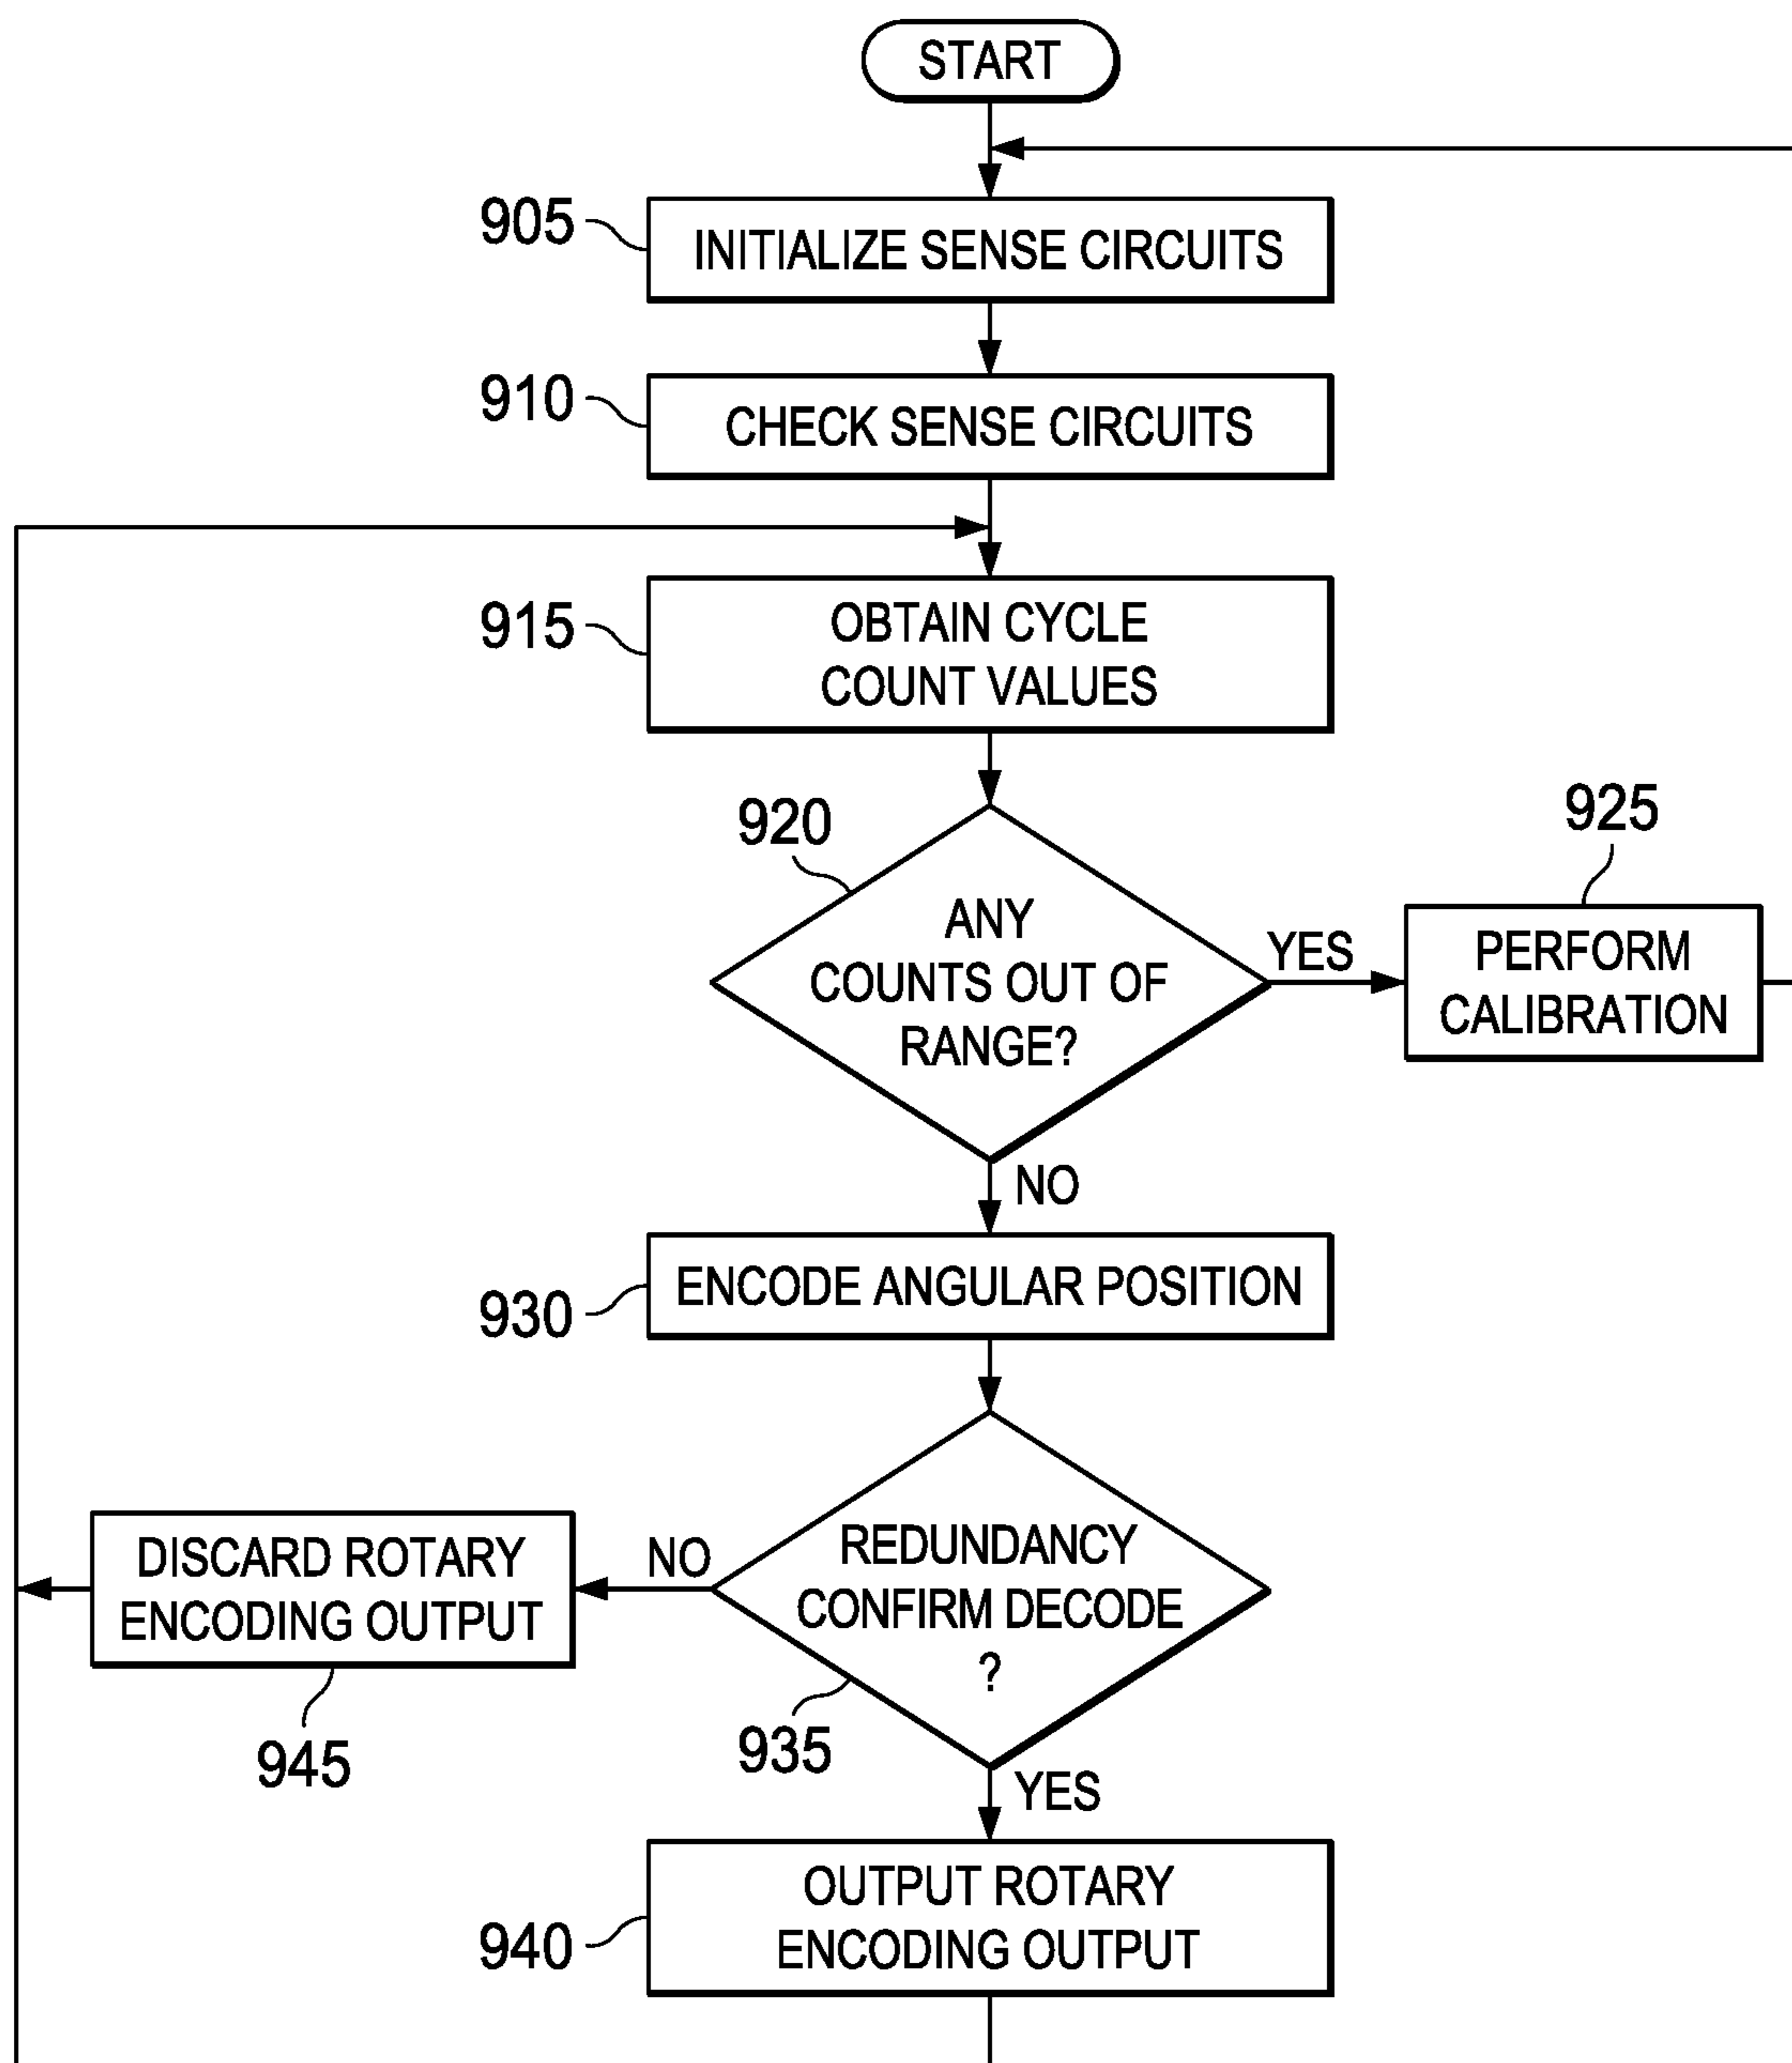 START
905
INITIALIZE SENSE CIRCUITS
910
CHECK SENSE CIRCUITS
915
OBTAIN CYCLE
COUNT VALUES
920
ANY
COUNTS OUT OF
RANGE?
YES
925
PERFORM
CALIBRATION
NO
930
ENCODE ANGULAR POSITION
REDUNDANCY
CONFIRM DECODE
?
935
NO
DISCARD ROTARY
ENCODING OUTPUT
945
YES
940
OUTPUT ROTARY
ENCODING OUTPUT